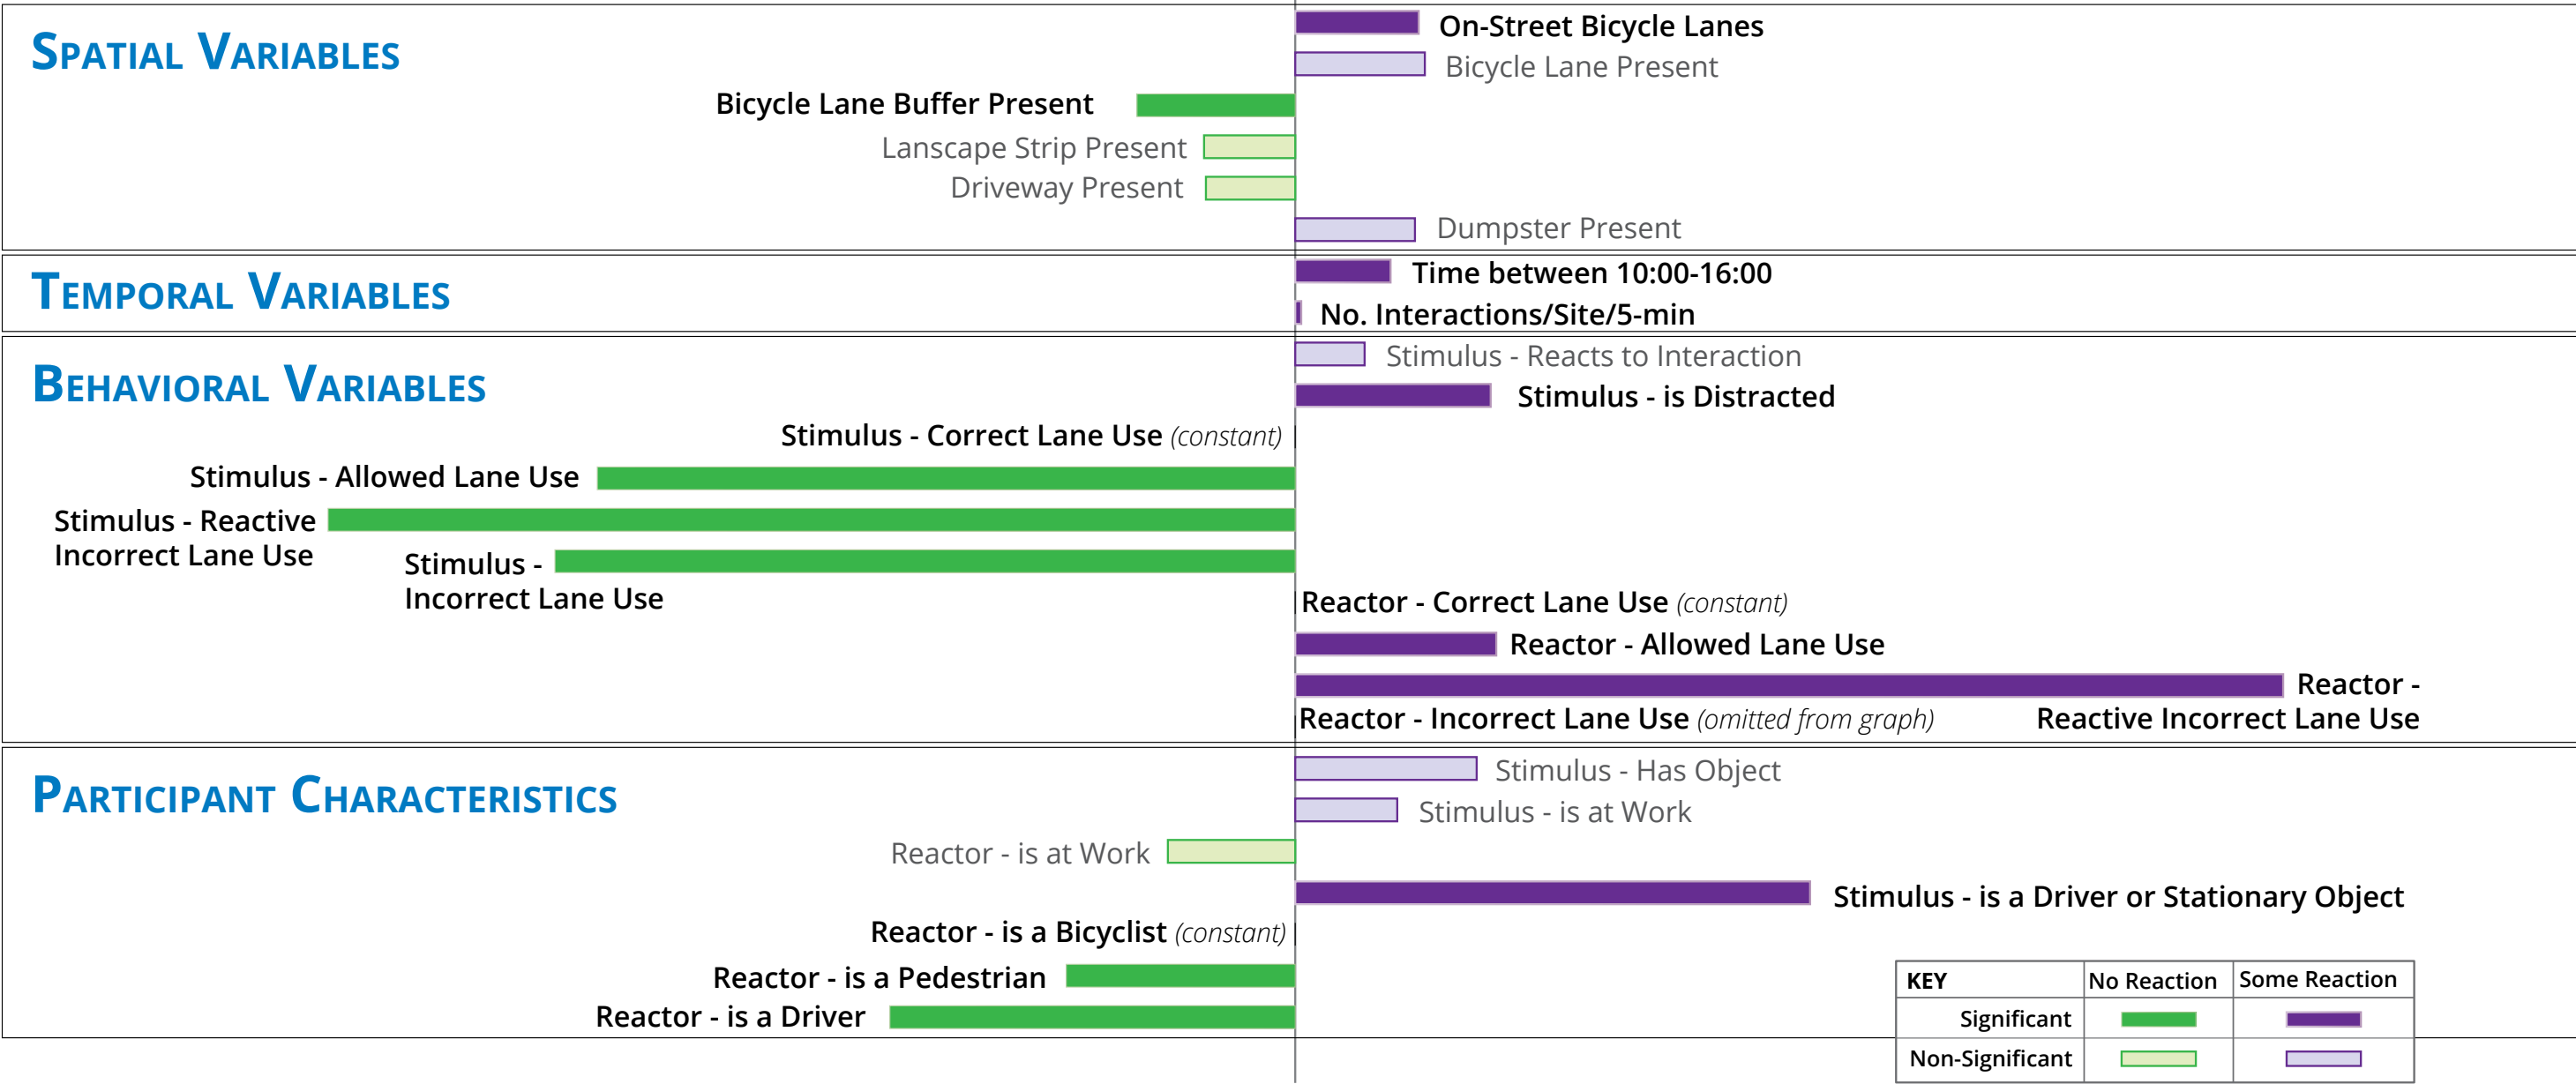 SPATIAL VARIABLES
On-Street Bicycle Lanes
Bicycle Lane Present
Bicycle Lane Buffer Present
Lanscape Strip Present
Driveway Present
Dumpster Present
TEMPORAL VARIABLES
Time between 10:00-16:00
No. Interactions/Site/5-min
BEHAVIORAL VARIABLES
Stimulus - Reacts to Interaction
Stimulus - is Distracted
Stimulus - Correct Lane Use (constant)
Stimulus - Allowed Lane Use
Stimulus - Reactive
Incorrect Lane Use
Stimulus -
Incorrect Lane Use
Reactor - Correct Lane Use (constant)
Reactor - Allowed Lane Use
Reactor -
Reactive Incorrect Lane Use
Reactor - Incorrect Lane Use (omitted from graph)
PARTICIPANT CHARACTERISTICS
Stimulus - Has Object
Stimulus - is at Work
Reactor - is at Work
Stimulus - is a Driver or Stationary Object
Reactor - is a Bicyclist (constant)
Reactor - is a Pedestrian
Reactor - is a Driver
KEY No Reaction Some Reaction
Significant
Non-Significant